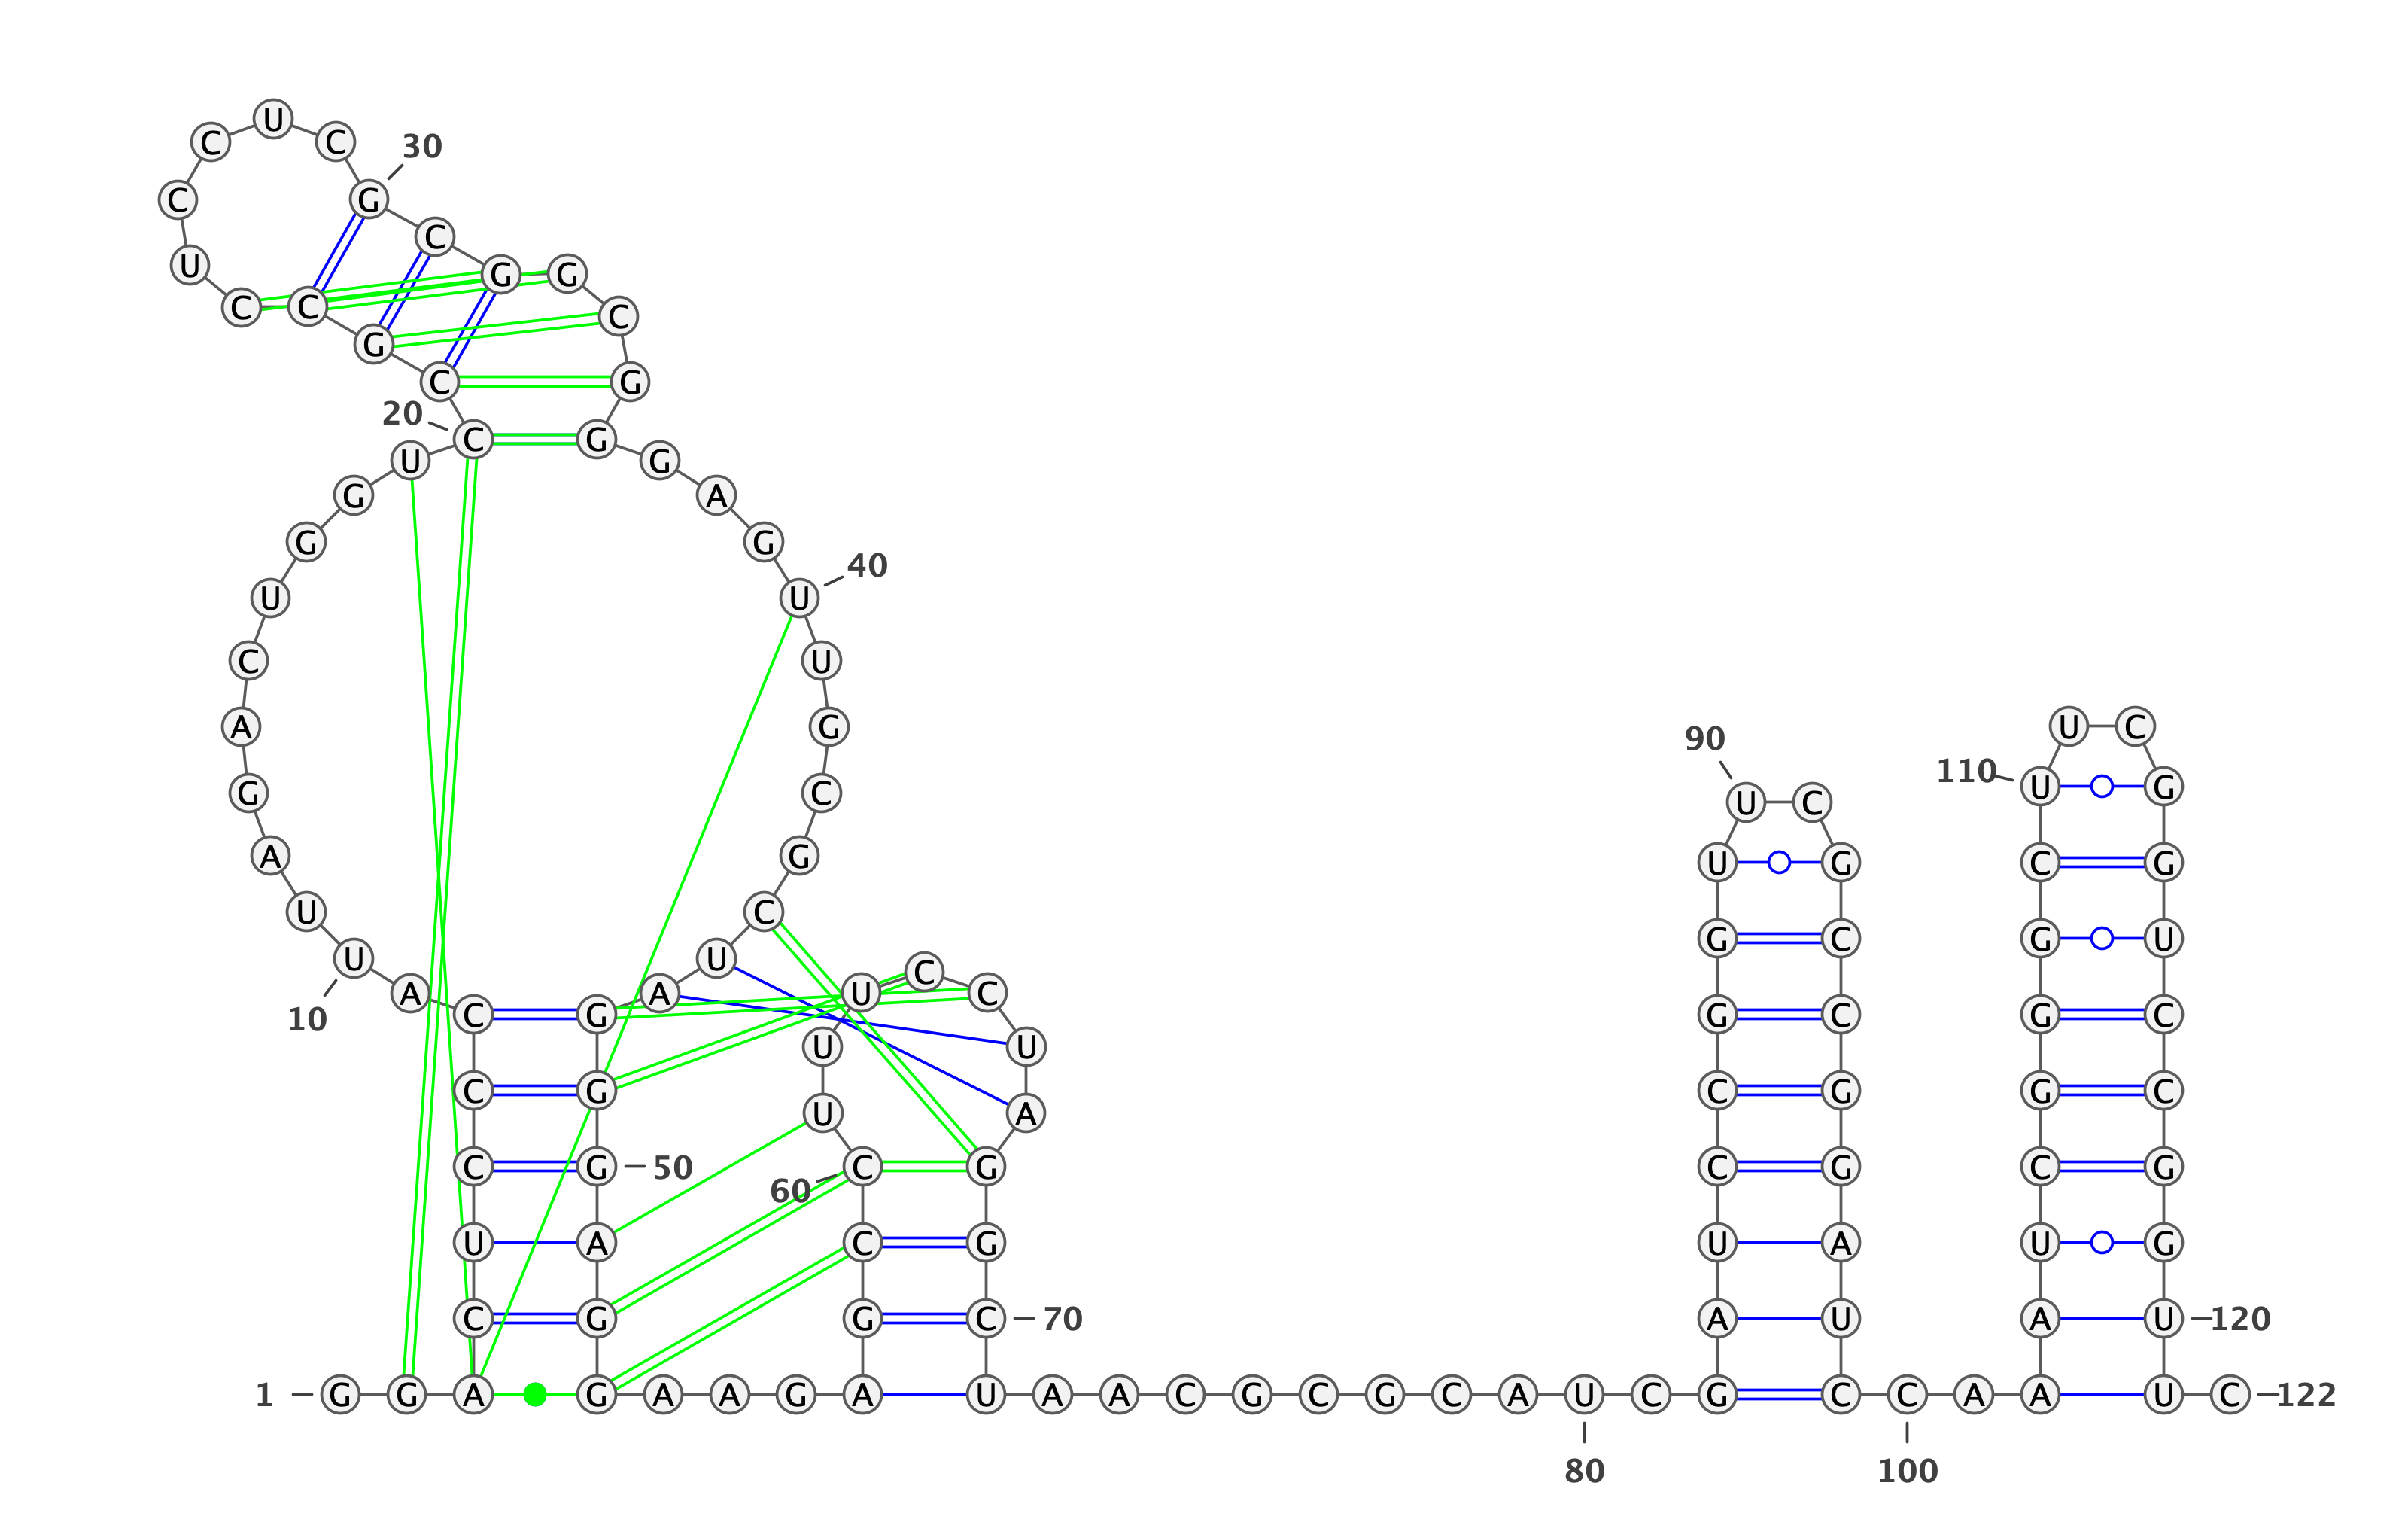 U
C C 30
C G
C
U G G
C C C
G
C G
20
C G
U G
G A
G G
40
U U
C U
A G U C
90
110
U G
G C
U C
A G U G C G
U C
G C G U
U U
C
A A U C
C G G C G C
10
U U
C G C G G C
U A
C G 50 C G C G C G
60
U A C G U A U G
C G G C 70 A U A U 120
1 G G A G A A G A U A A C G C G C A U C G C C A A U C 122
80 100